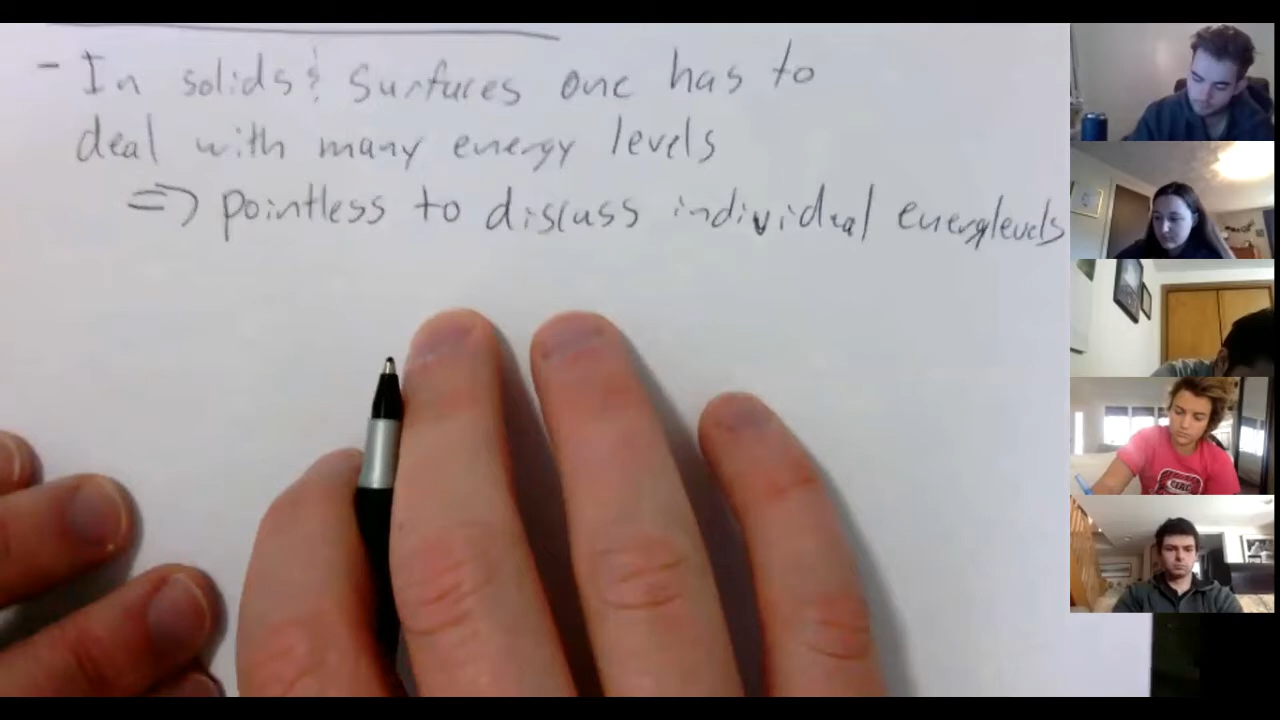 - In solids & surfaces one has to
deal with many energy levels
=> pointless to discuss individual energylevels